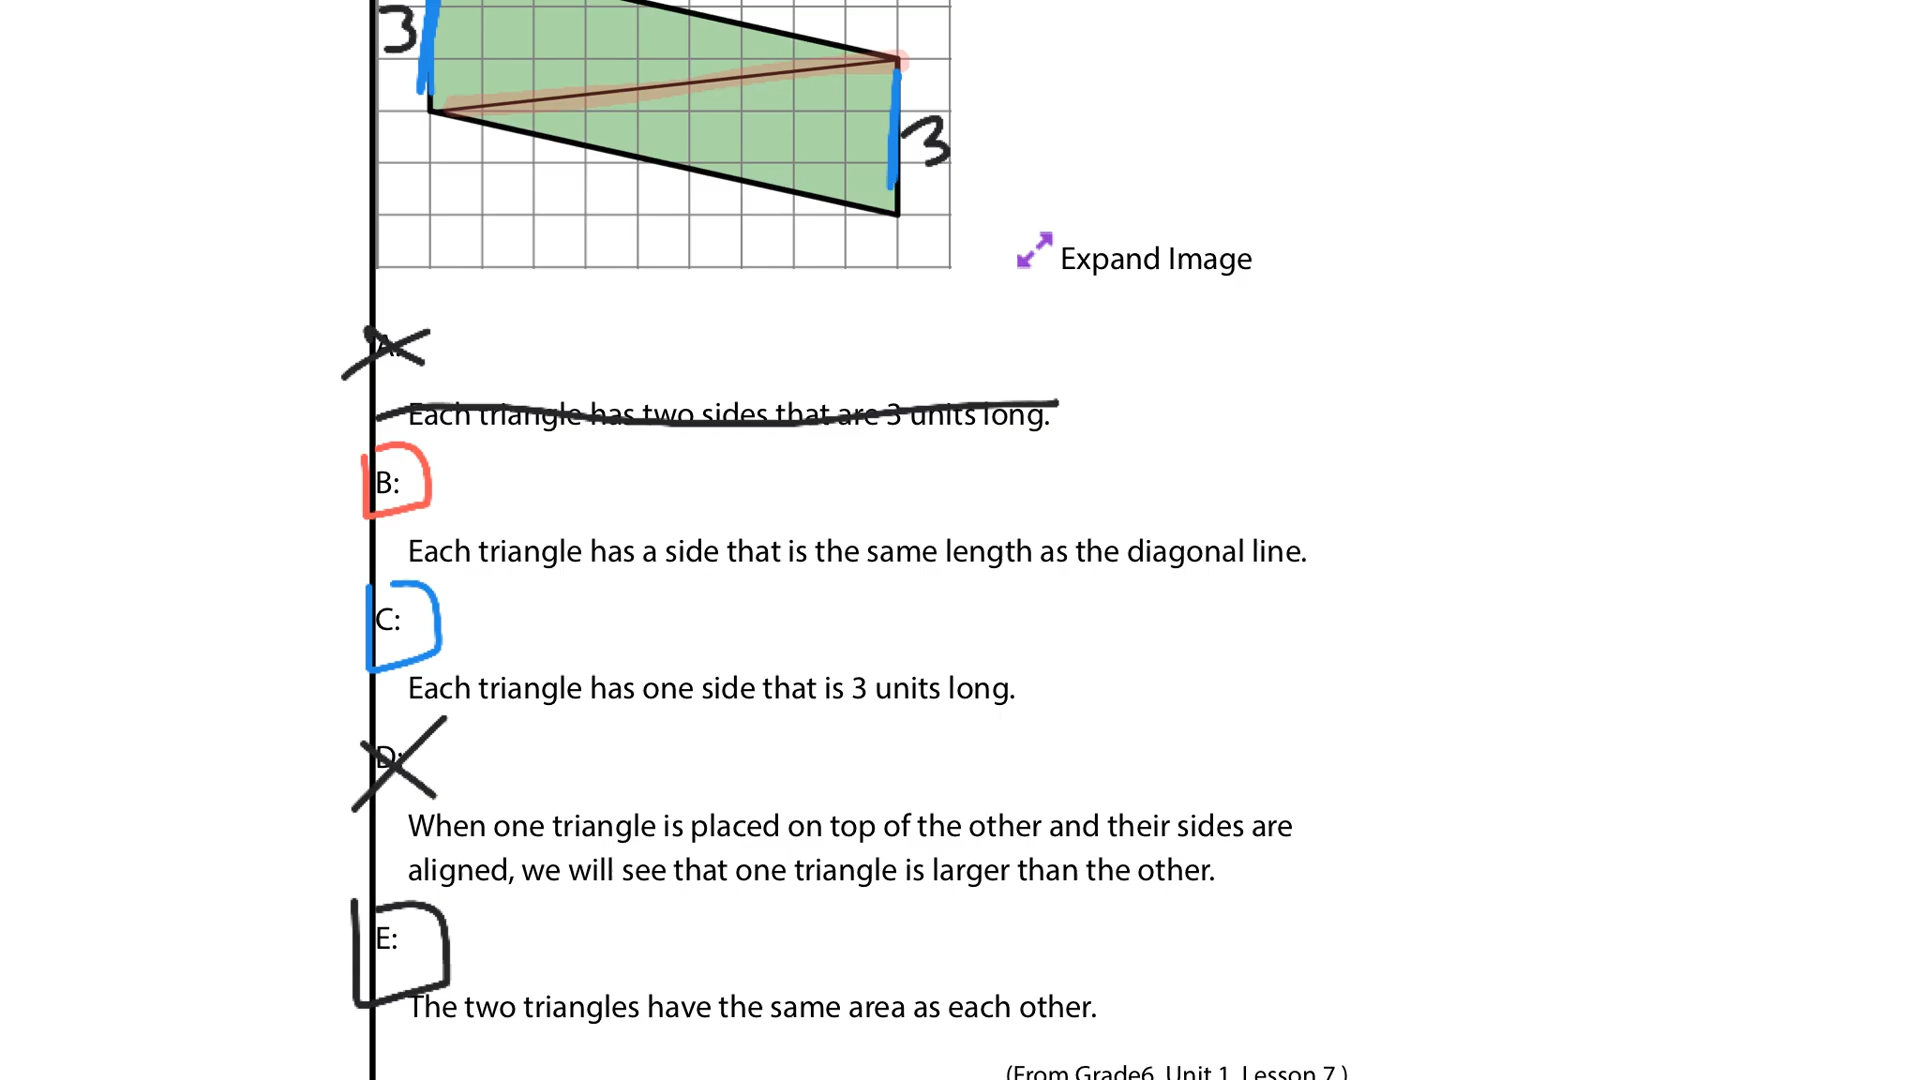 3
3
Expand Image
A:
Each triangle has two sides that are 3 units long.
B:
Each triangle has a side that is the same length as the diagonal line.
C:
Each triangle has one side that is 3 units long.
D:
When one triangle is placed on top of the other and their sides are
aligned, we will see that one triangle is larger than the other.
E:
The two triangles have the same area as each other.
(From Grade6, Unit 1, Lesson 7.)